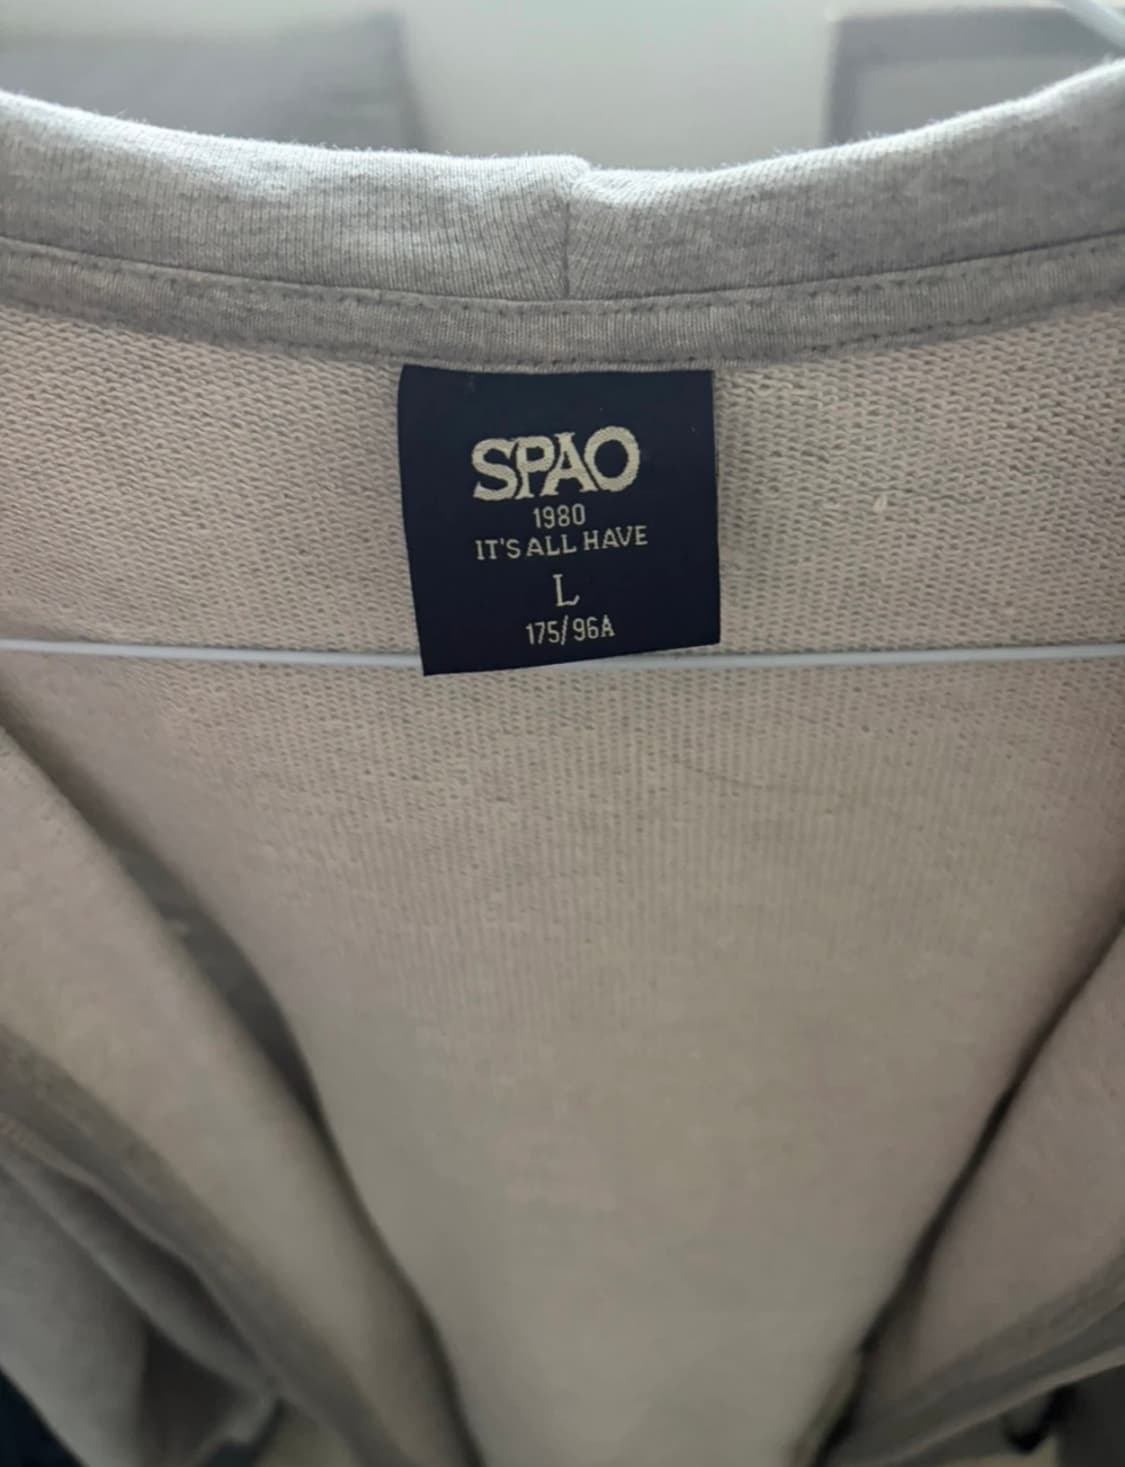 SPAO
1980
IT'S ALL HAVE
L
175/96A